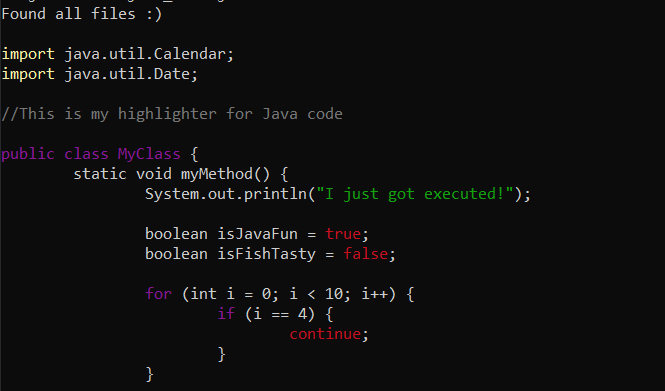 Found all files :)
import java.util.Calendar;
import java.util.Date;
//This is my highlighter for Java code
public class MyClass {
static void myMethod() {
System.out.println("I just got executed!");
boolean isJavaFun = true;
boolean isFishTasty = false;
for (int i = 0; i < 10; i++) {
if (i == 4) {
continue;
}
}